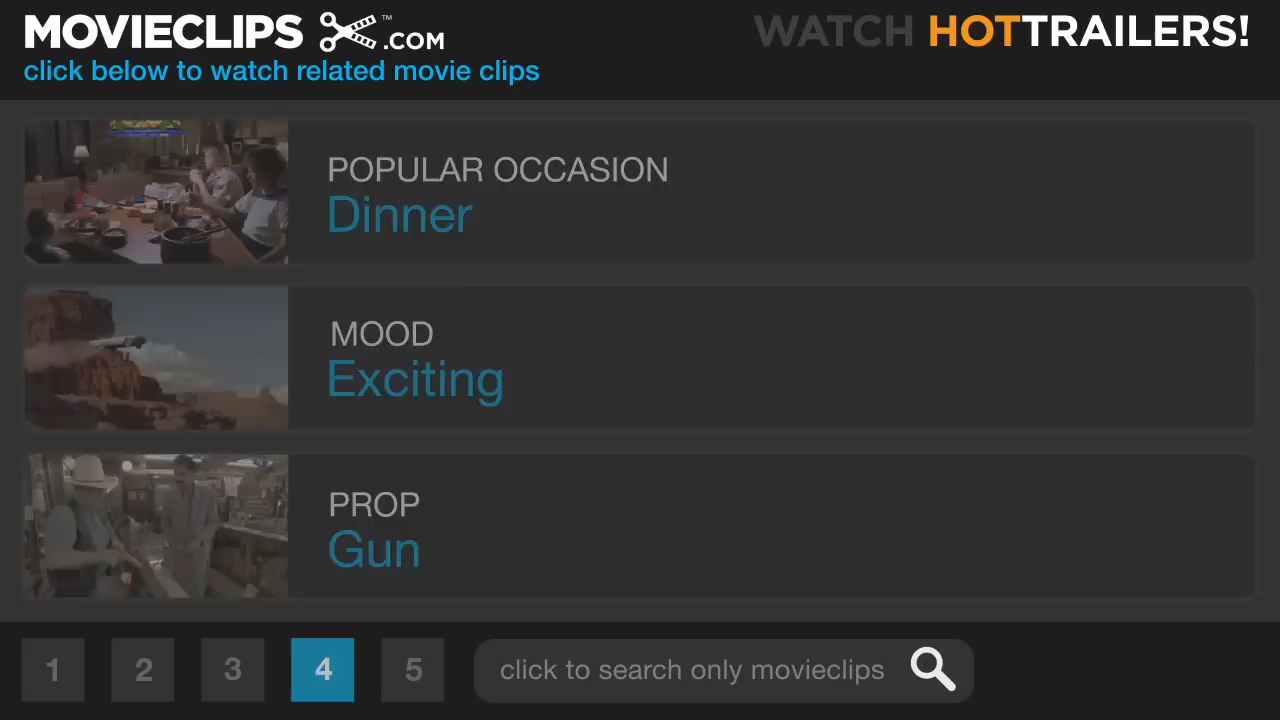 MOVIECLIPS ™ .COM
WATCH HOTTRAILERS!
click below to watch related movie clips
POPULAR OCCASION
Dinner
MOOD
Exciting
PROP
Gun
1 2 3 4 5
click to search only movieclips